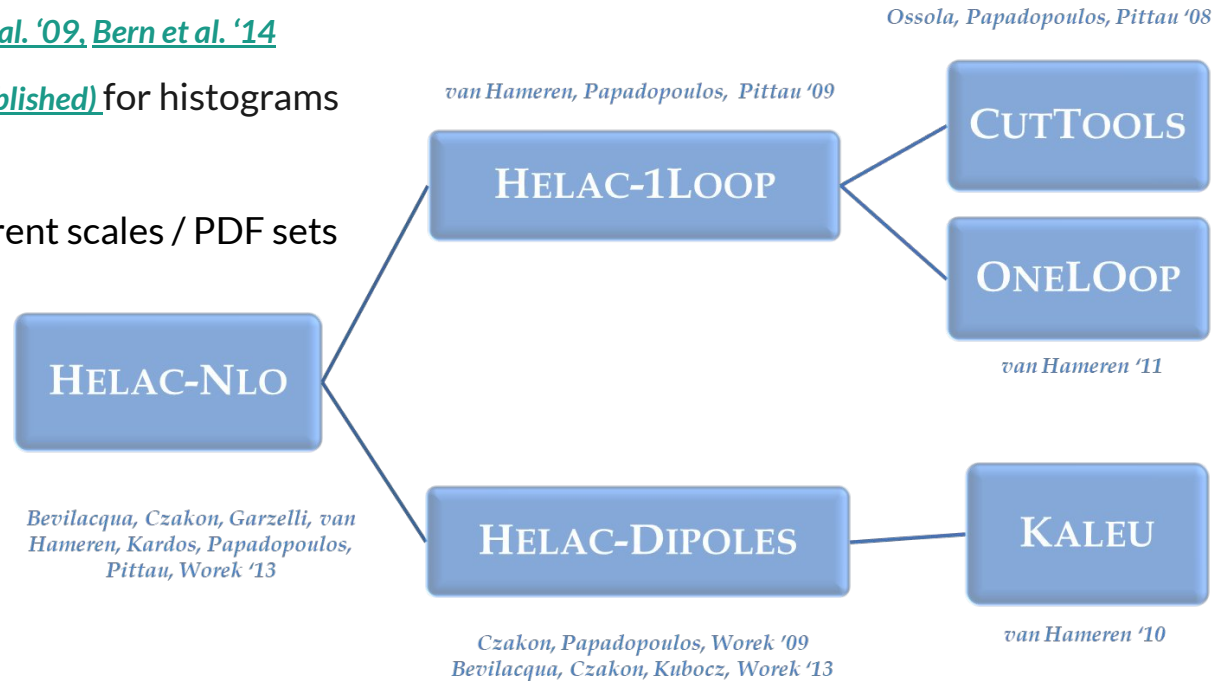 al. ‘09, Bern et al. ‘14
for histograms
scales / PDF sets
Ossola, Papadopoulos, Pittau ‘08
van Hameren, Papadopoulos, Pittau ‘09
CUTTOOLS
HELAC-1LOOP
ONELOOP
van Hameren ‘11
HELAC-NLO
Bevilacqua, Czakon, Garzelli, van
Hameren, Kardos, Papadopoulos,
Pittau, Worek ‘13
HELAC-DIPOLES
KALEU
van Hameren ‘10
Czakon, Papadopoulos, Worek ’09
Bevilacqua, Czakon, Kubocz, Worek ‘13